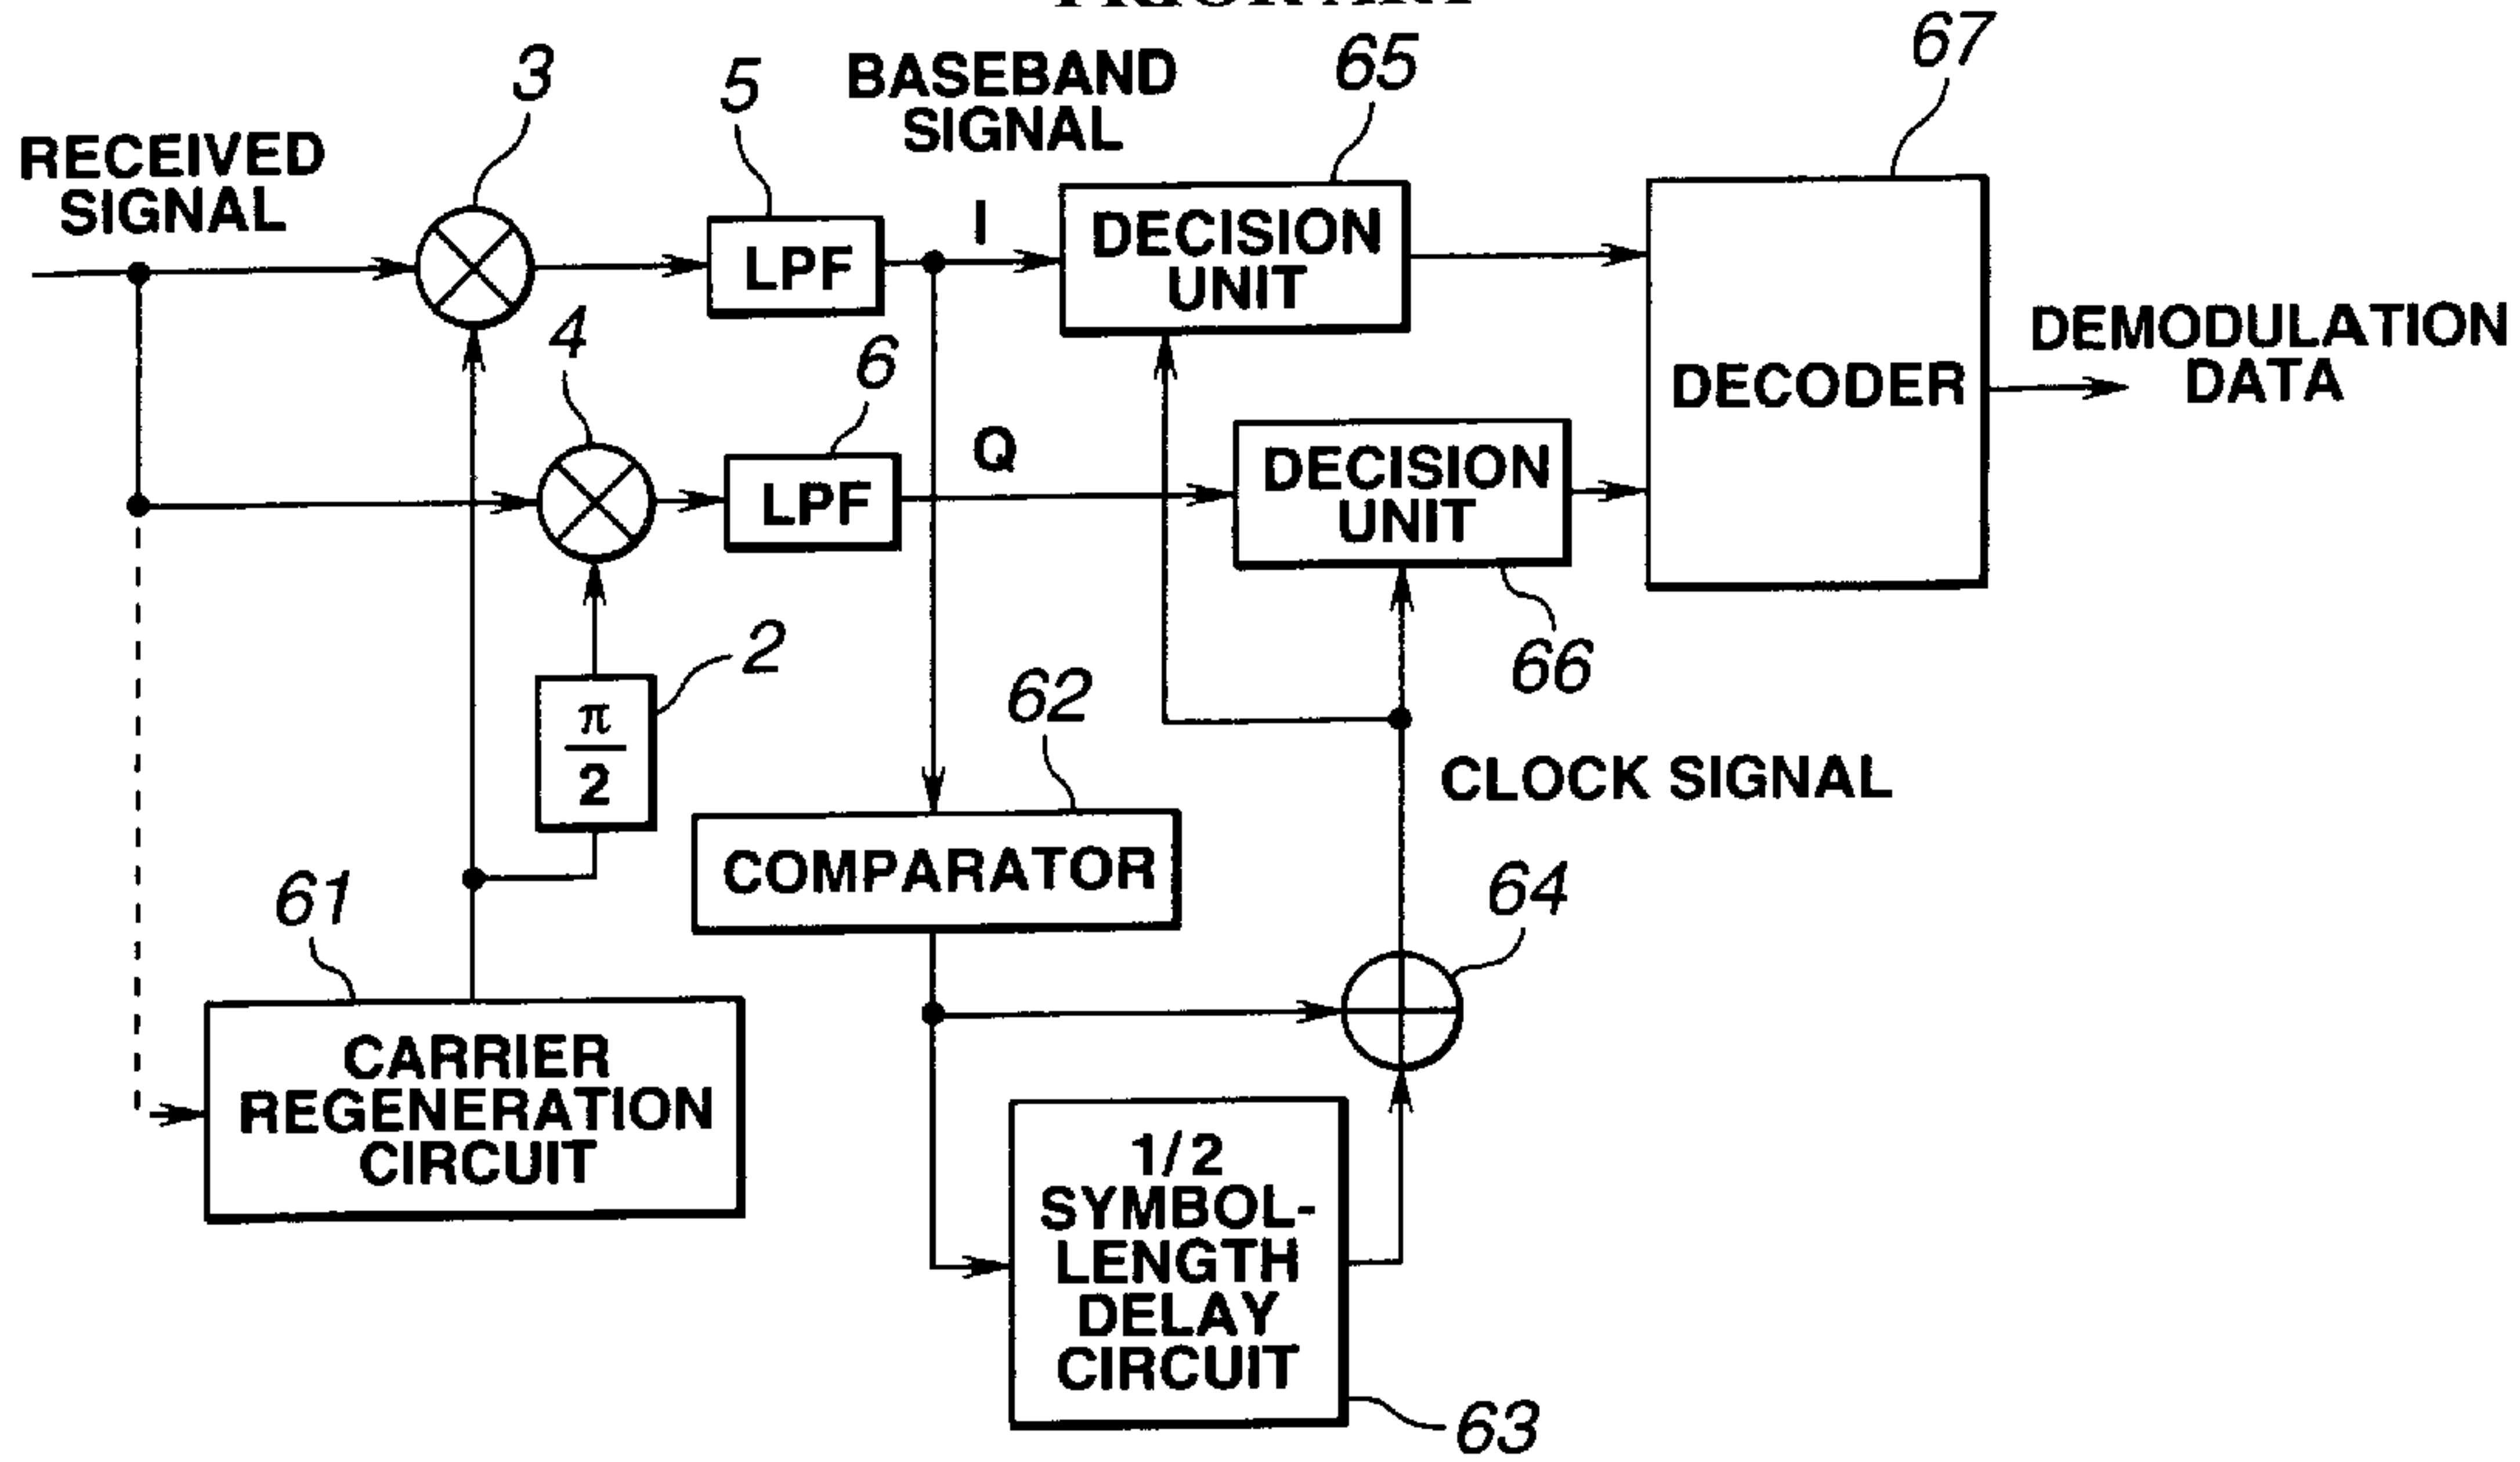 3
5
BASEBAND
SIGNAL
65
67
RECEIVED
SIGNAL
I
DECISION
UNIT
LPF
4
6
DEMODULATION
DATA
DECODER
Q
DECISION
UNIT
LPF
2
66
62
π
2
CLOCK SIGNAL
COMPARATOR
61
64
CARRIER
REGENERATION
CIRCUIT
1/2
SYMBOL-
LENGTH
DELAY
CIRCUIT
63